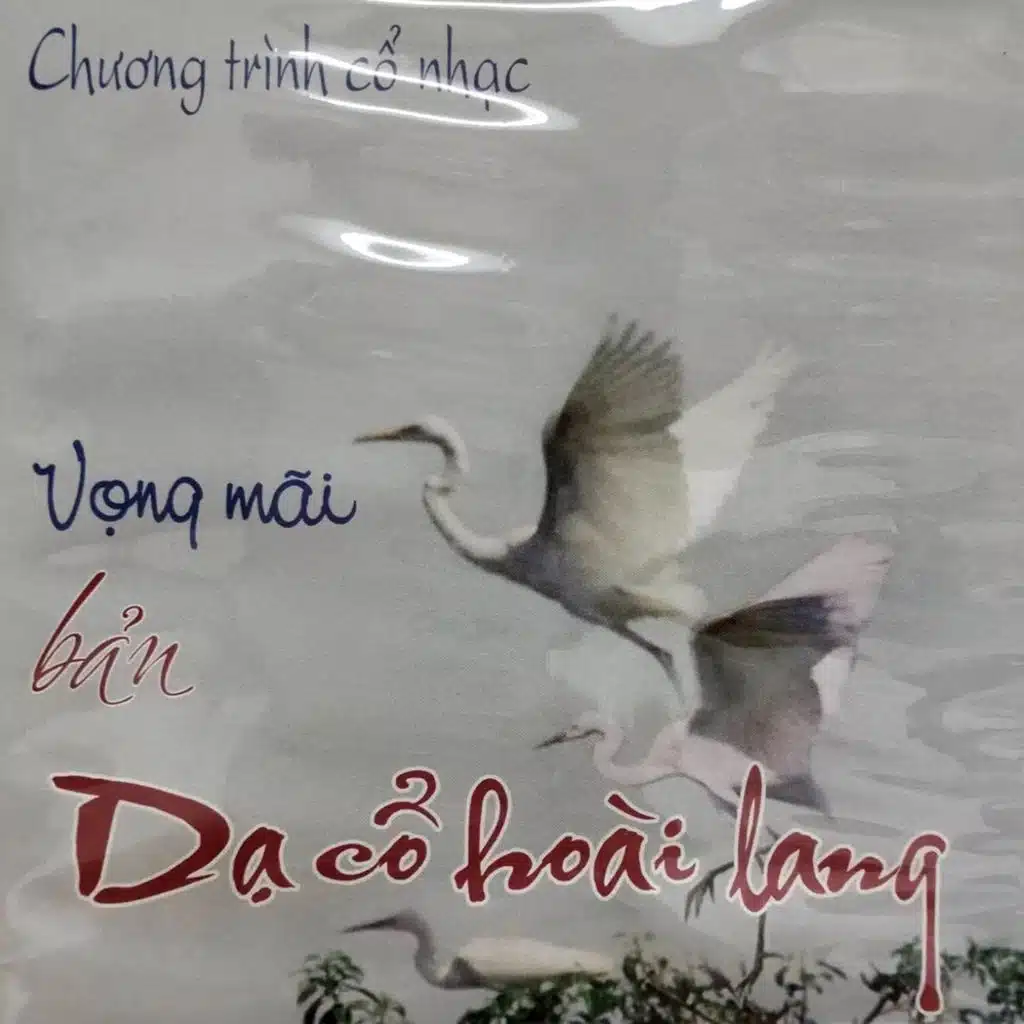 Chương trình cổ nhạc
Vọng mãi
bản
Dạ cổ hoài lang